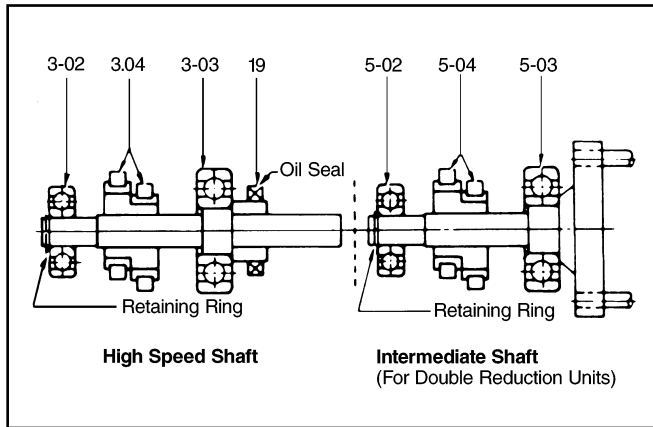 3-02 3.04 3-03 19 5-02 5-04 5-03
Oil Seal
Retaining Ring
Retaining Ring
High Speed Shaft
Intermediate Shaft
(For Double Reduction Units)